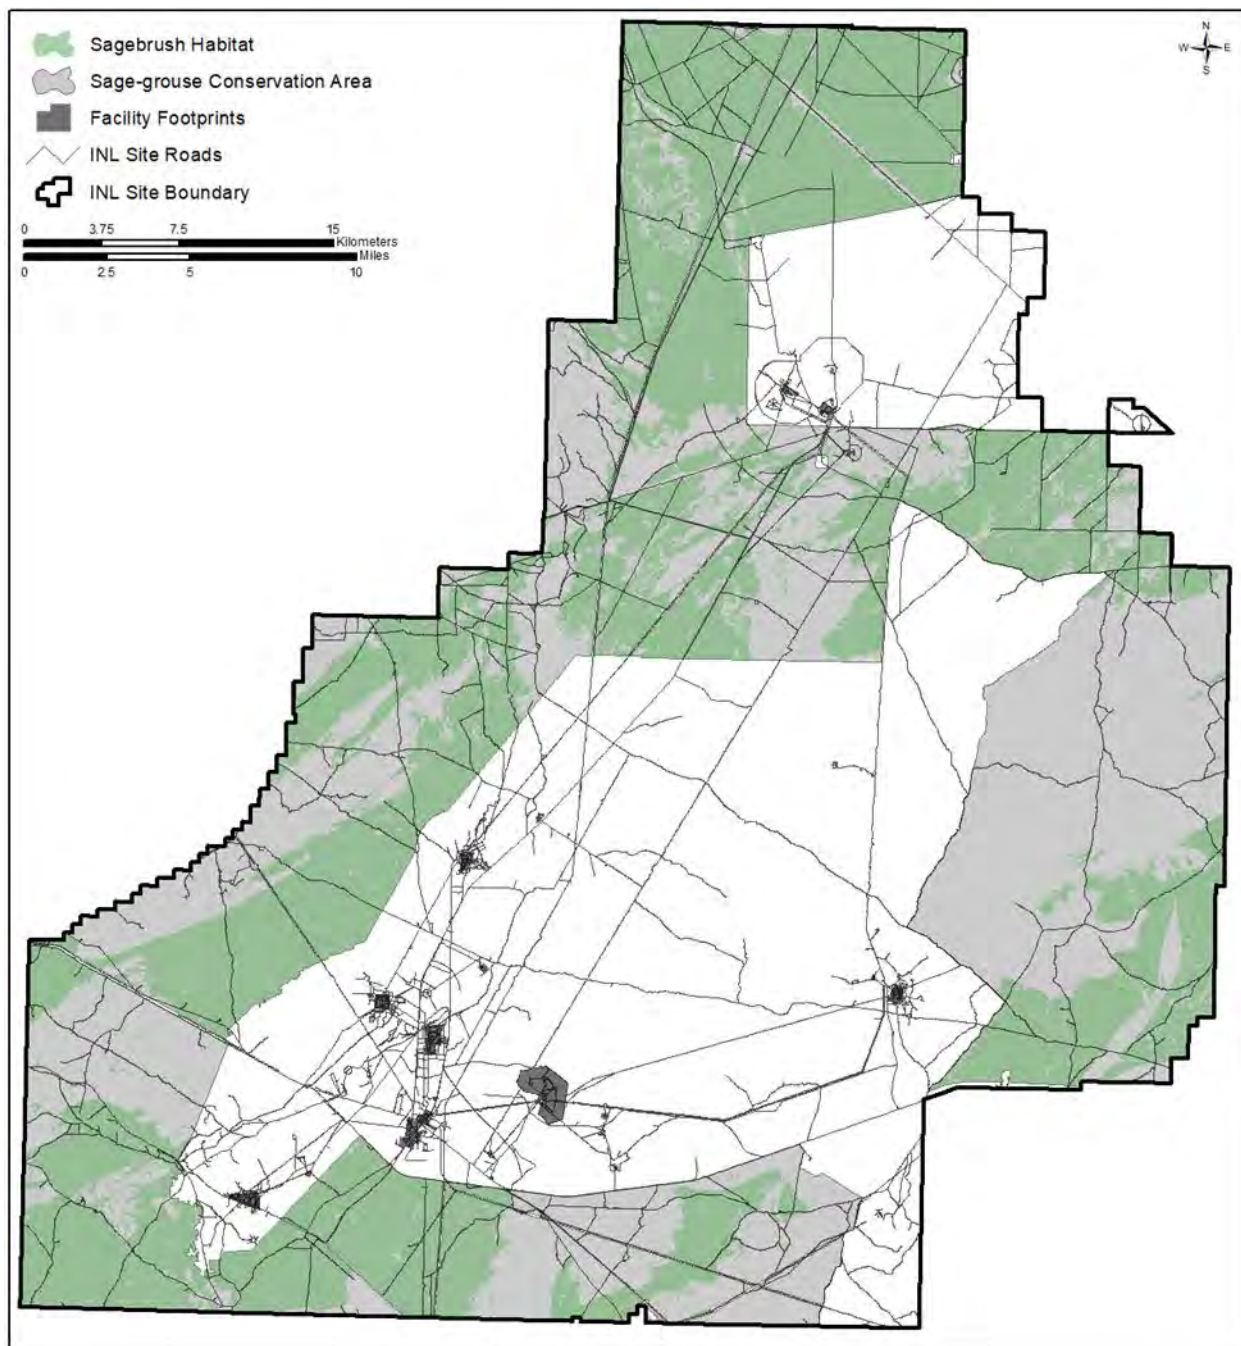 Sagebrush Habitat
Sage-grouse Conservation Area
Facility Footprints
INL Site Roads
INL Site Boundary
0 3.75 7.5 15
Kilometers
Miles
0 2.5 5 10
N
W E
S